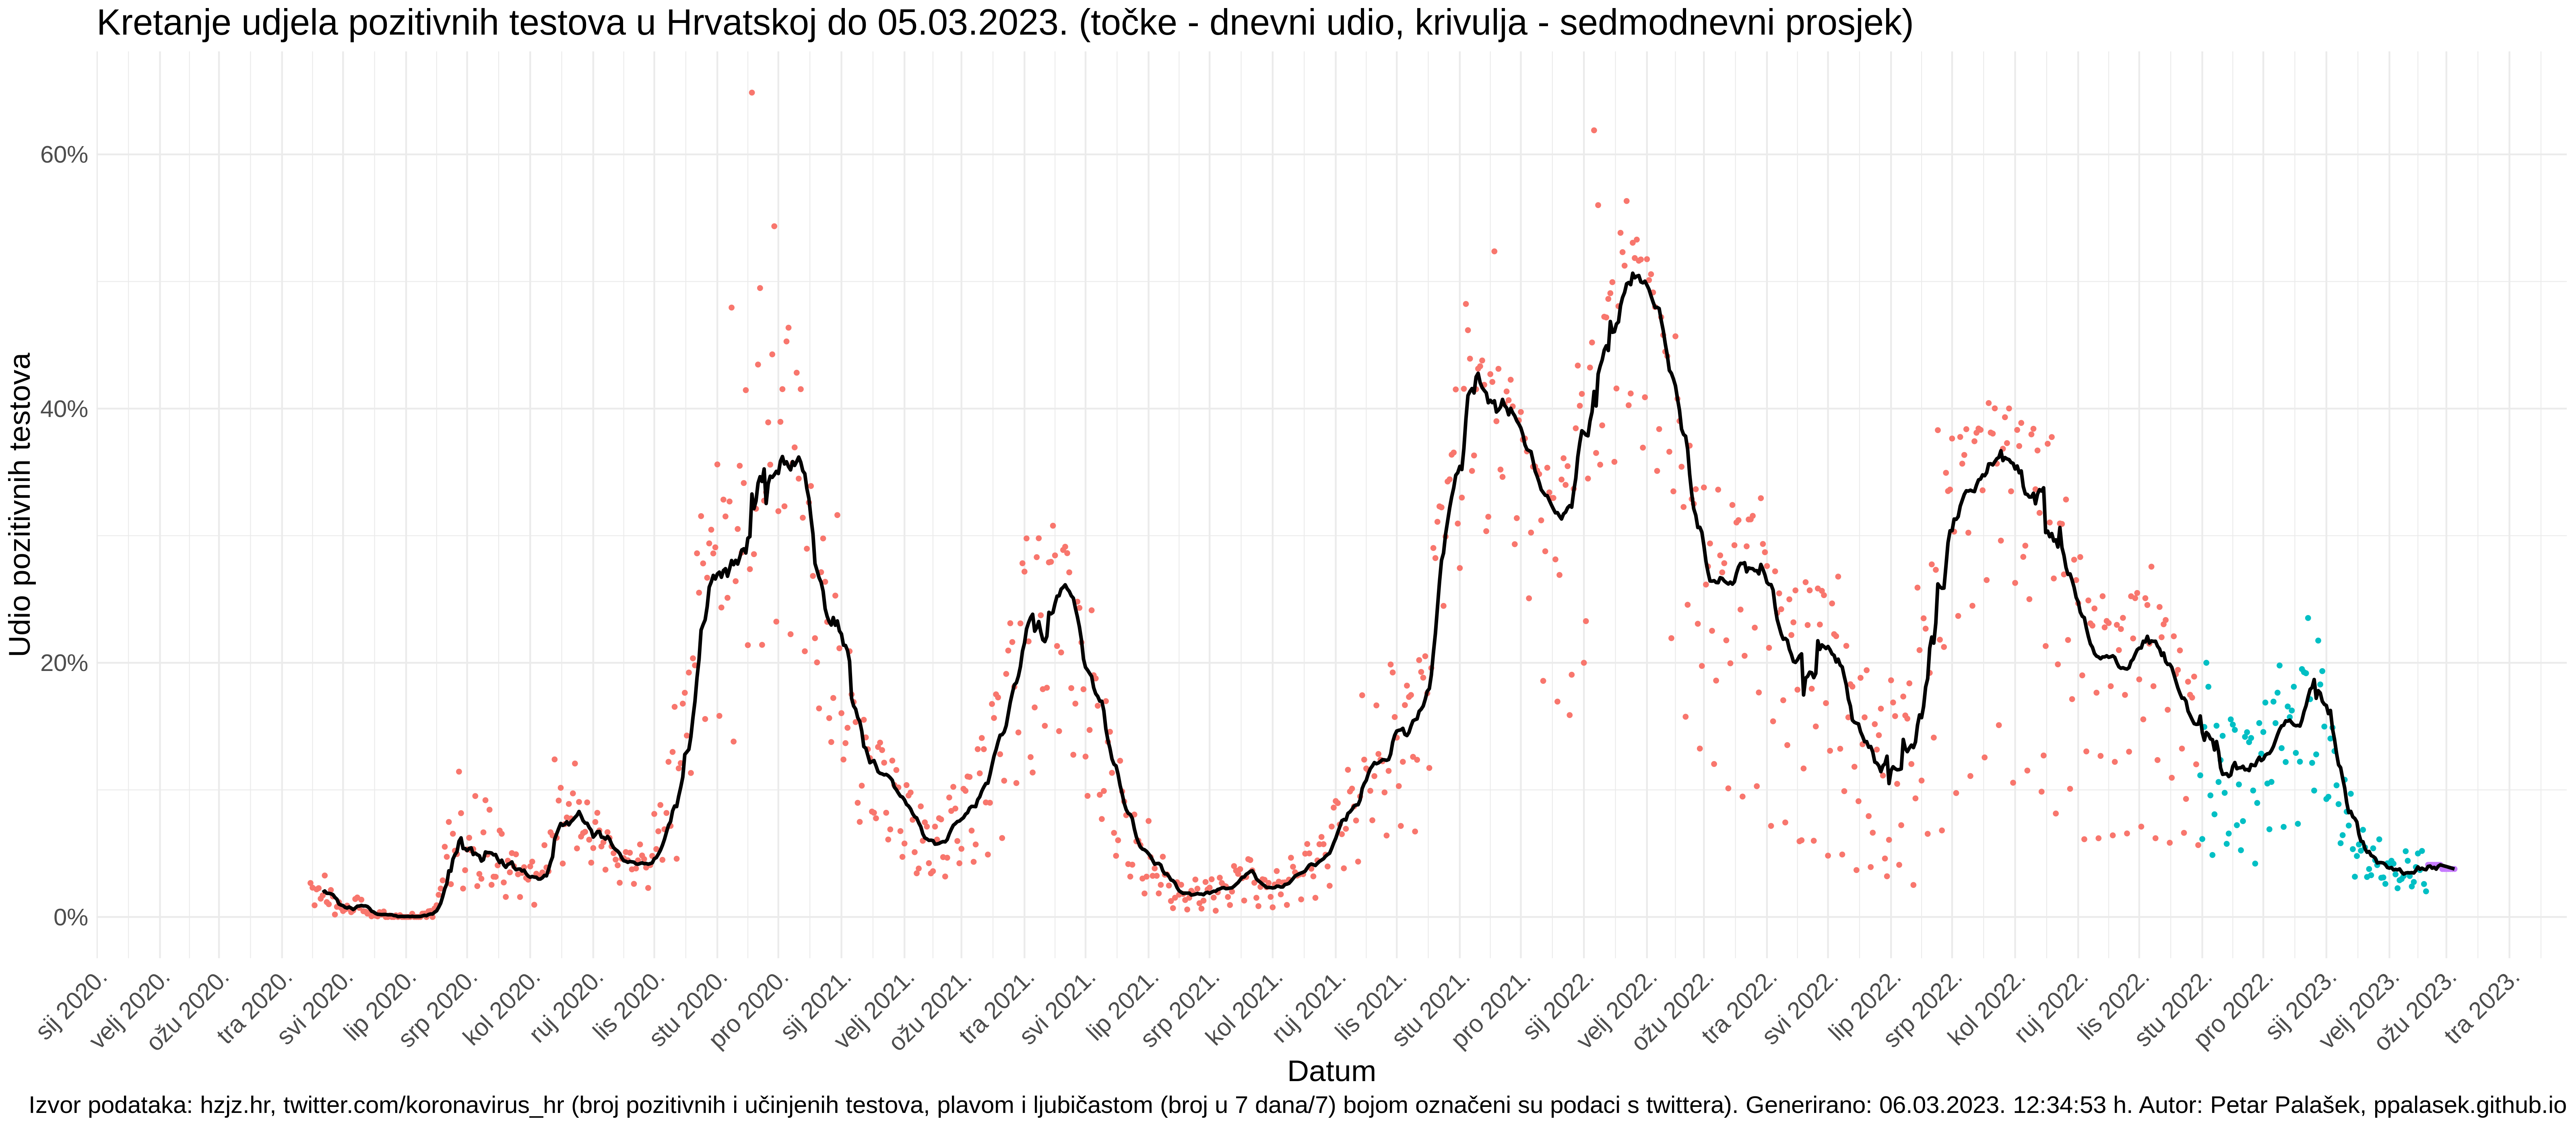 Kretanje udjela pozitivnih testova u Hrvatskoj do 05.03.2023. (točke - dnevni udio, krivulja - sedmodnevni prosjek)
Udio pozitivnih testova
60%
40%
20%
0%
sij 2020.
velj 2020.
ožu 2020.
tra 2020.
svi 2020.
lip 2020.
srp 2020.
kol 2020.
ruj 2020.
lis 2020.
stu 2020.
pro 2020.
sij 2021.
velj 2021.
ožu 2021.
tra 2021.
svi 2021.
lip 2021.
srp 2021.
kol 2021.
ruj 2021.
lis 2021.
stu 2021.
pro 2021.
sij 2022.
velj 2022.
ožu 2022.
tra 2022.
svi 2022.
lip 2022.
srp 2022.
kol 2022.
ruj 2022.
lis 2022.
stu 2022.
pro 2022.
sij 2023.
velj 2023.
ožu 2023.
tra 2023.
Datum
Izvor podataka: hzjz.hr, twitter.com/koronavirus_hr (broj pozitivnih i učinjenih testova, plavom i ljubičastom (broj u 7 dana/7) bojom označeni su podaci s twittera). Generirano: 06.03.2023. 12:34:53 h. Autor: Petar Palašek, ppalasek.github.io